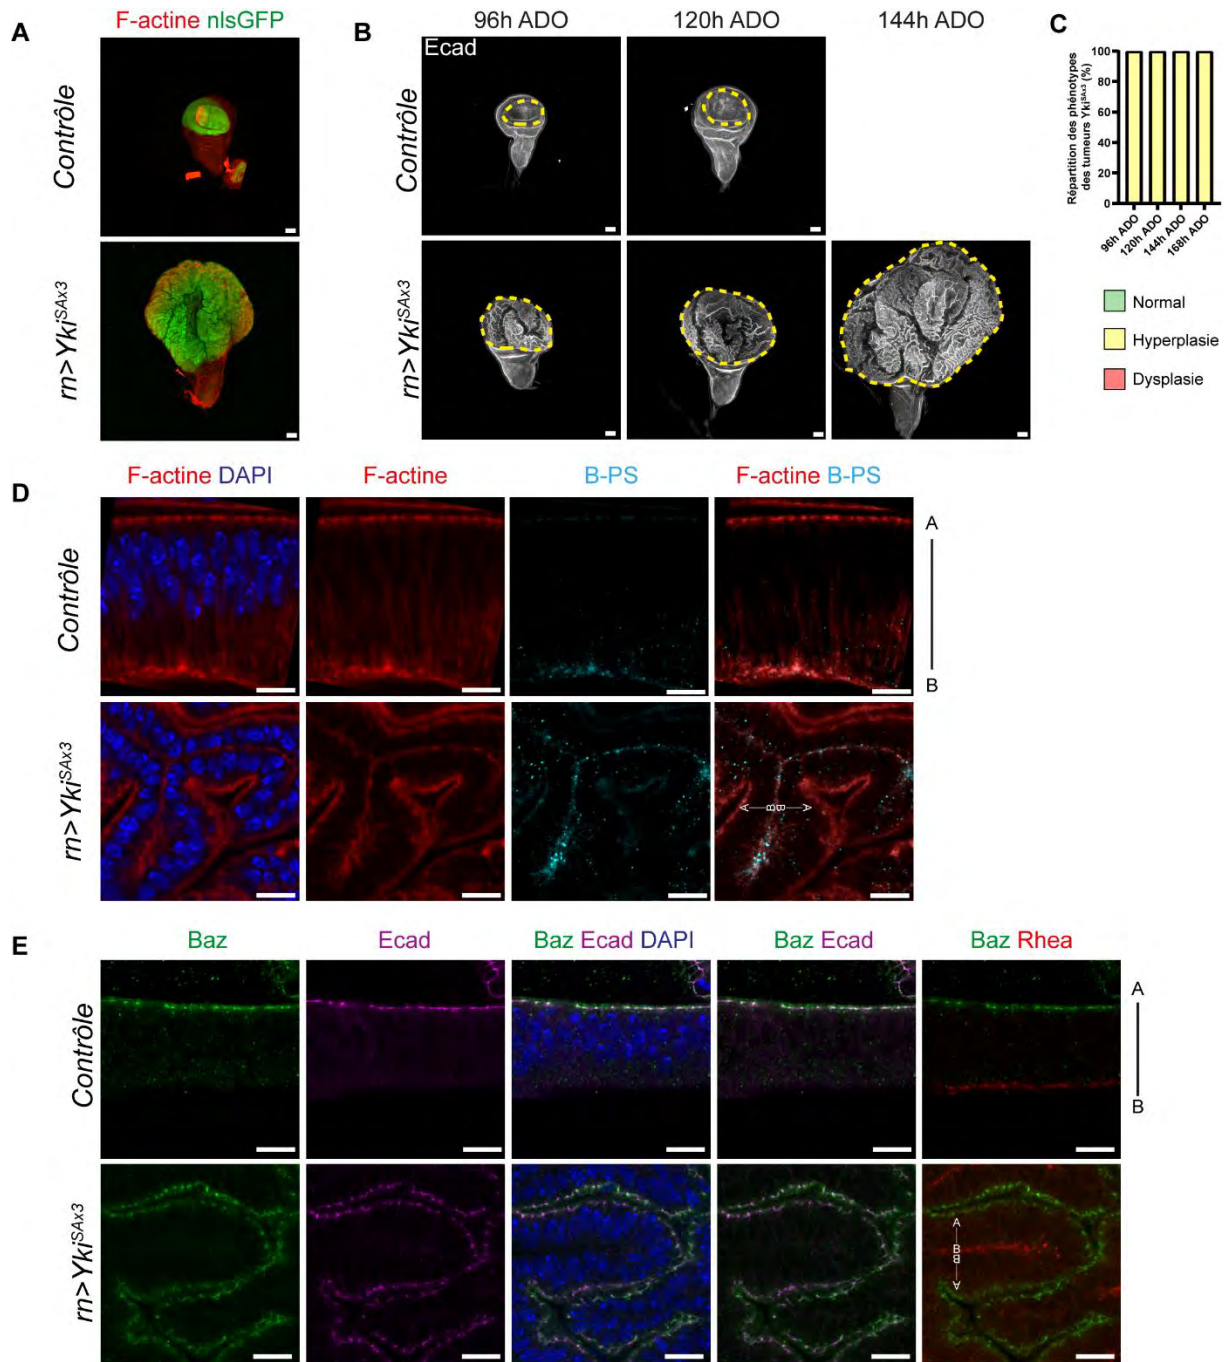 A
F-actine nlsGFP
Contrôle
rn>Yki^SAx3
B
96h ADO
120h ADO
144h ADO
Ecad
Contrôle
rn>Yki^SAx3
C
Répartition des phénotypes
des tumeurs Yki^SAx3 (%)
100
80
60
40
20
0
96h ADO
120h ADO
144h ADO
168h ADO
Normal
Hyperplasie
Dysplasie
D
F-actine DAPI
F-actine
B-PS
F-actine B-PS
Contrôle
A
B
rn>Yki^SAx3
A B B A
E
Baz
Ecad
Baz Ecad DAPI
Baz Ecad
Baz Rhea
Contrôle
A
B
rn>Yki^SAx3
A
B
B
A